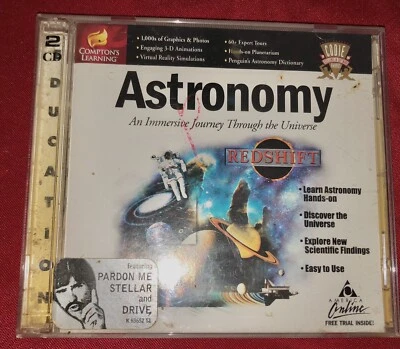 2
CD
EDUCATION
COMPTON'S
LEARNING
• 1,000s of Graphics & Photos
• Engaging 3-D Animations
• Virtual Reality Simulations
• 60+ Expert Tours
• Hands-on Planetarium
• Penguin's Astronomy Dictionary
CODIE
Astronomy
An Immersive Journey Through the Universe
REDSHIFT
• Learn Astronomy
Hands-on
• Discover the
Universe
• Explore New
Scientific Findings
• Easy to Use
Featuring
PARDON ME
STELLAR
and
DRIVE
AMERICA
Online
FREE TRIAL INSIDE!